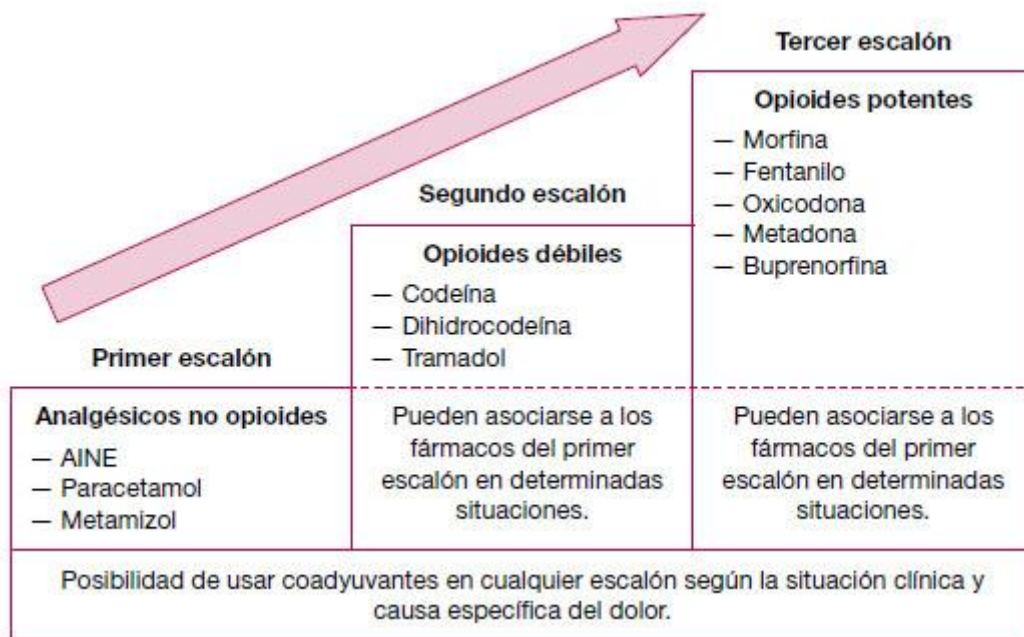 Tercer escalón
Opioides potentes
— Morfina
— Fentanilo
— Oxicodona
— Metadona
— Buprenorfina
Segundo escalón
Opioides débiles
— Codeína
— Dihidrocodeína
— Tramadol
Primer escalón
Analgésicos no opioides
— AINE
— Paracetamol
— Metamizol
Pueden asociarse a los
fármacos del primer
escalón en determinadas
situaciones.
Pueden asociarse a los
fármacos del primer
escalón en determinadas
situaciones.
Posibilidad de usar coadyuvantes en cualquier escalón según la situación clínica y
causa específica del dolor.